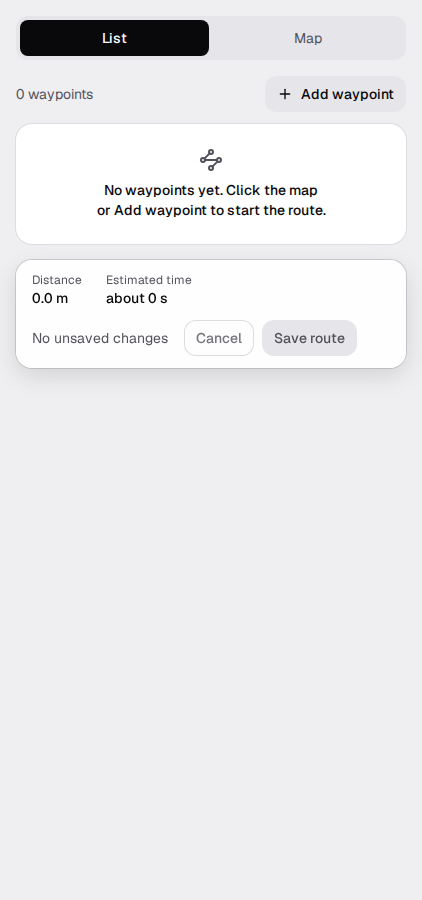 List
Map
0 waypoints
Add waypoint
No waypoints yet. Click the map
or Add waypoint to start the route.
Distance
Estimated time
0.0 m
about 0 s
No unsaved changes
Cancel
Save route